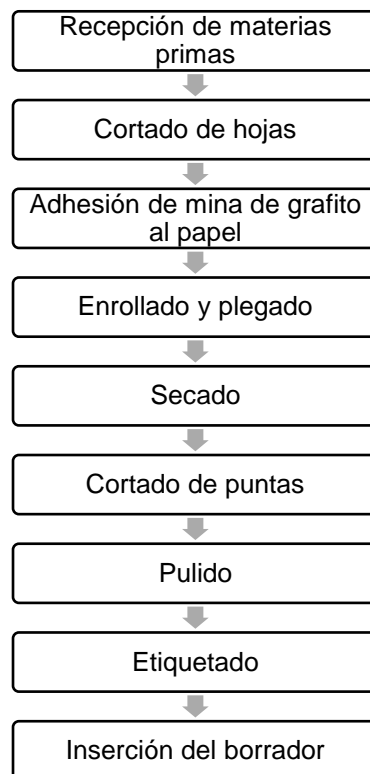 Recepción de materias
primas
Cortado de hojas
Adhesión de mina de grafito
al papel
Enrollado y plegado
Secado
Cortado de puntas
Pulido
Etiquetado
Inserción del borrador